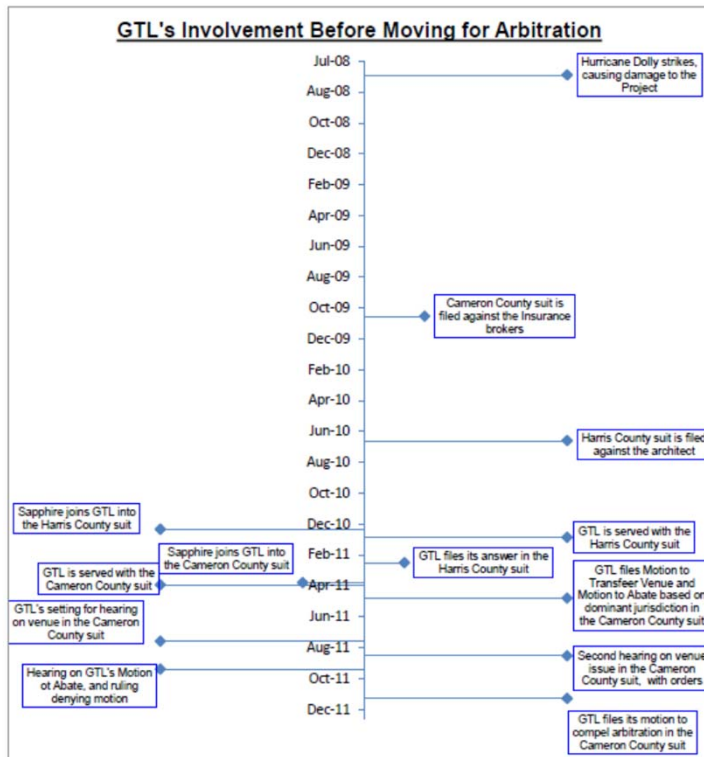 GTL's Involvement Before Moving for Arbitration
Jul-08
Hurricane Dolly strikes,
causing damage to the
Project
Aug-08
Oct-08
Dec-08
Feb-09
Apr-09
Jun-09
Aug-09
Oct-09
Cameron County suit is
filed against the Insurance
brokers
Dec-09
Feb-10
Apr-10
Jun-10
Harris County suit is filed
against the architect
Aug-10
Oct-10
Sapphire joins GTL into
the Harris County suit
Dec-10
GTL is served with the
Harris County suit
Sapphire joins GTL into
the Cameron County suit
Feb-11
GTL files its answer in the
Harris County suit
GTL is served with the
Cameron County suit
Apr-11
GTL files Motion to
Transfeer Venue and
Motion to Abate based on
dominant jurisdiction in
the Cameron County suit
GTL's setting for hearing
on venue in the Cameron
County suit
Jun-11
Aug-11
Second hearing on venue
issue in the Cameron
County suit, with orders
Hearing on GTL's Motion
ot Abate, and ruling
denying motion
Oct-11
Dec-11
GTL files its motion to
compel arbitration in the
Cameron County suit